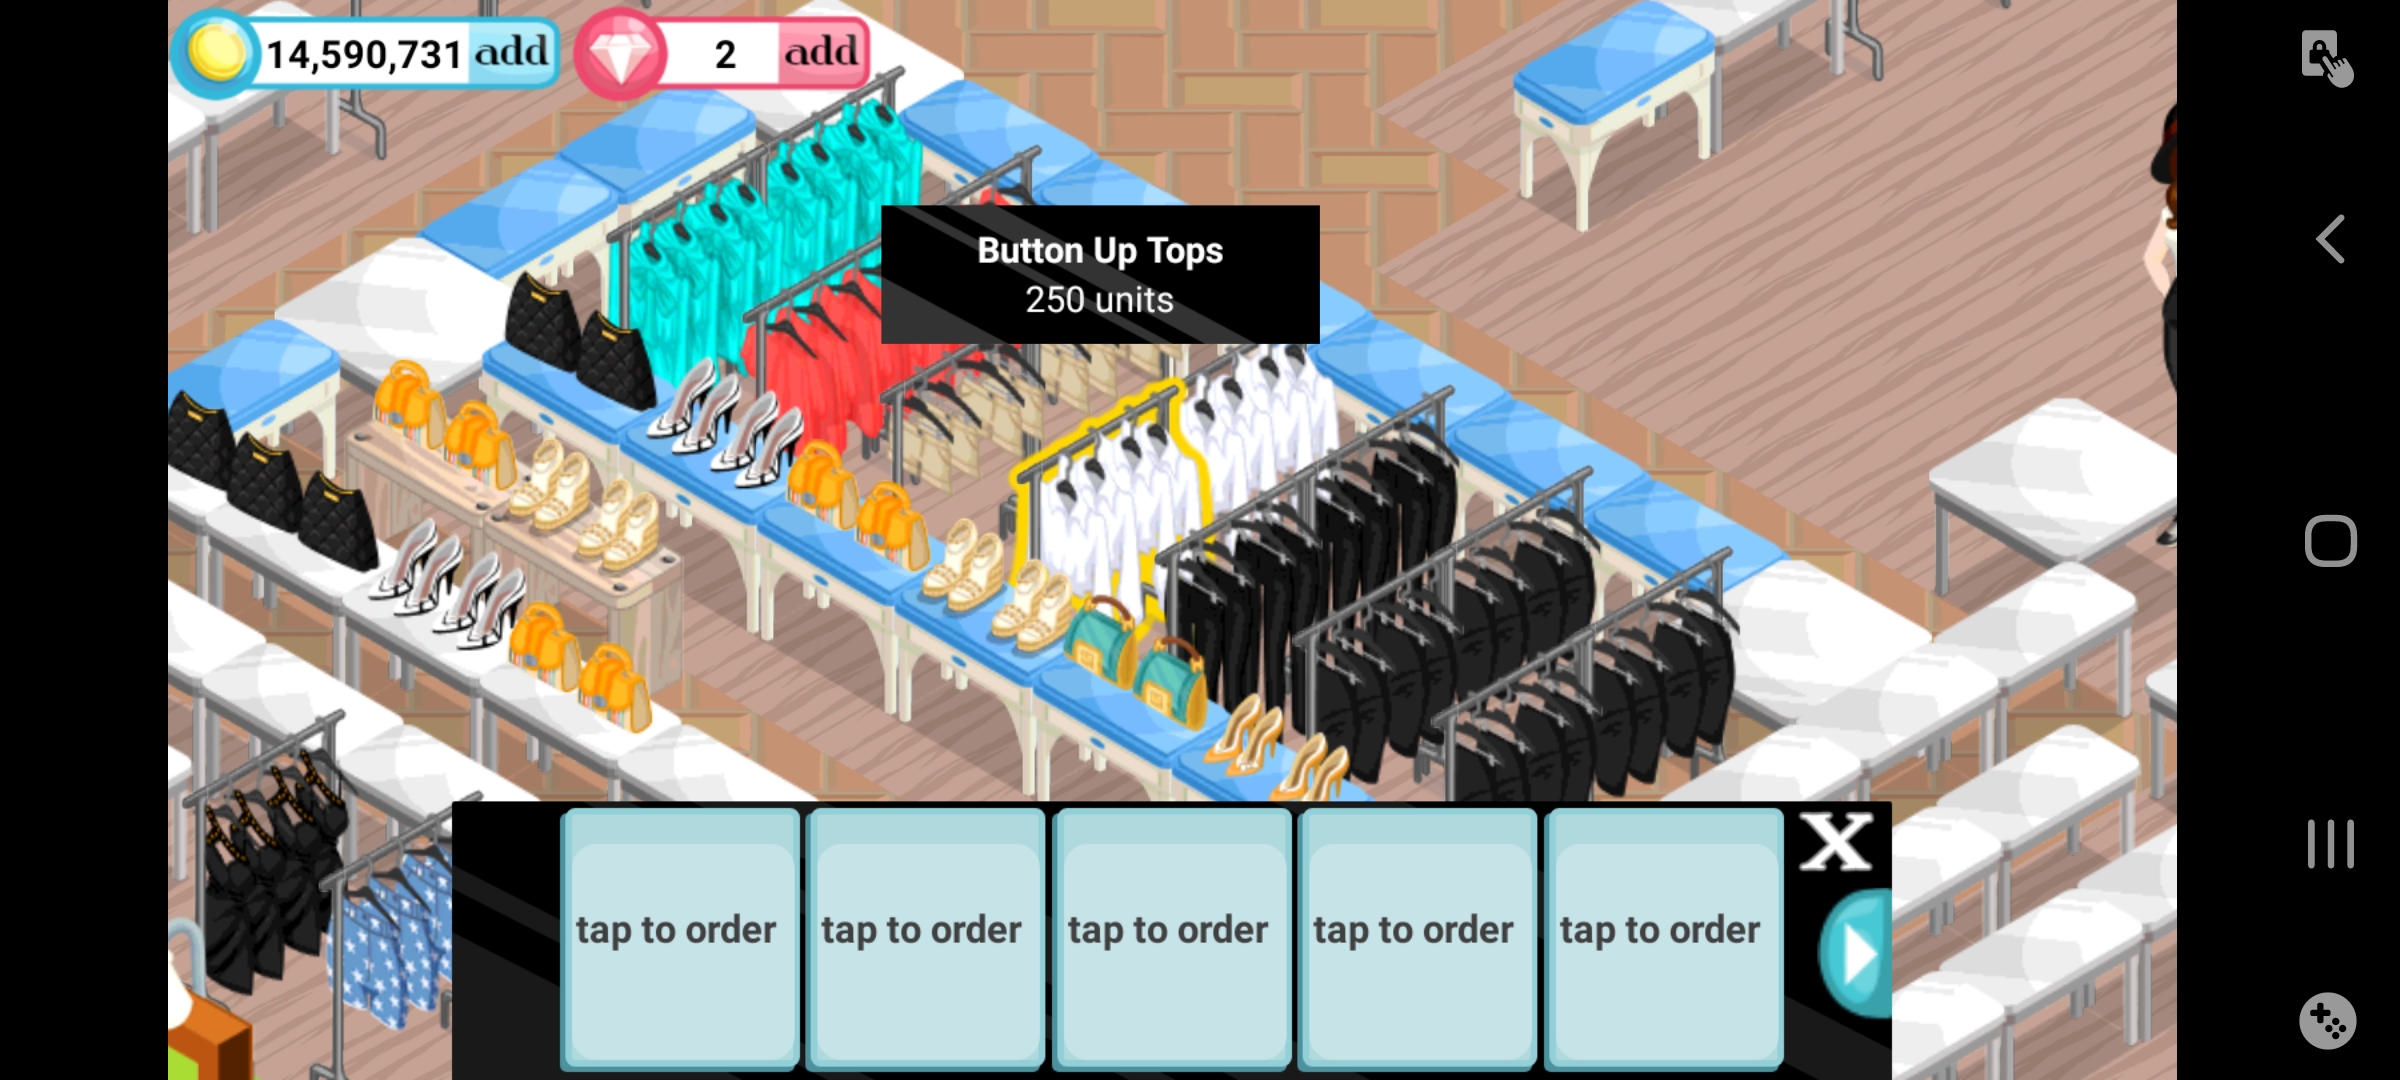 14,590,731 add
2 add
Button Up Tops
250 units
tap to order
tap to order
tap to order
tap to order
tap to order
X